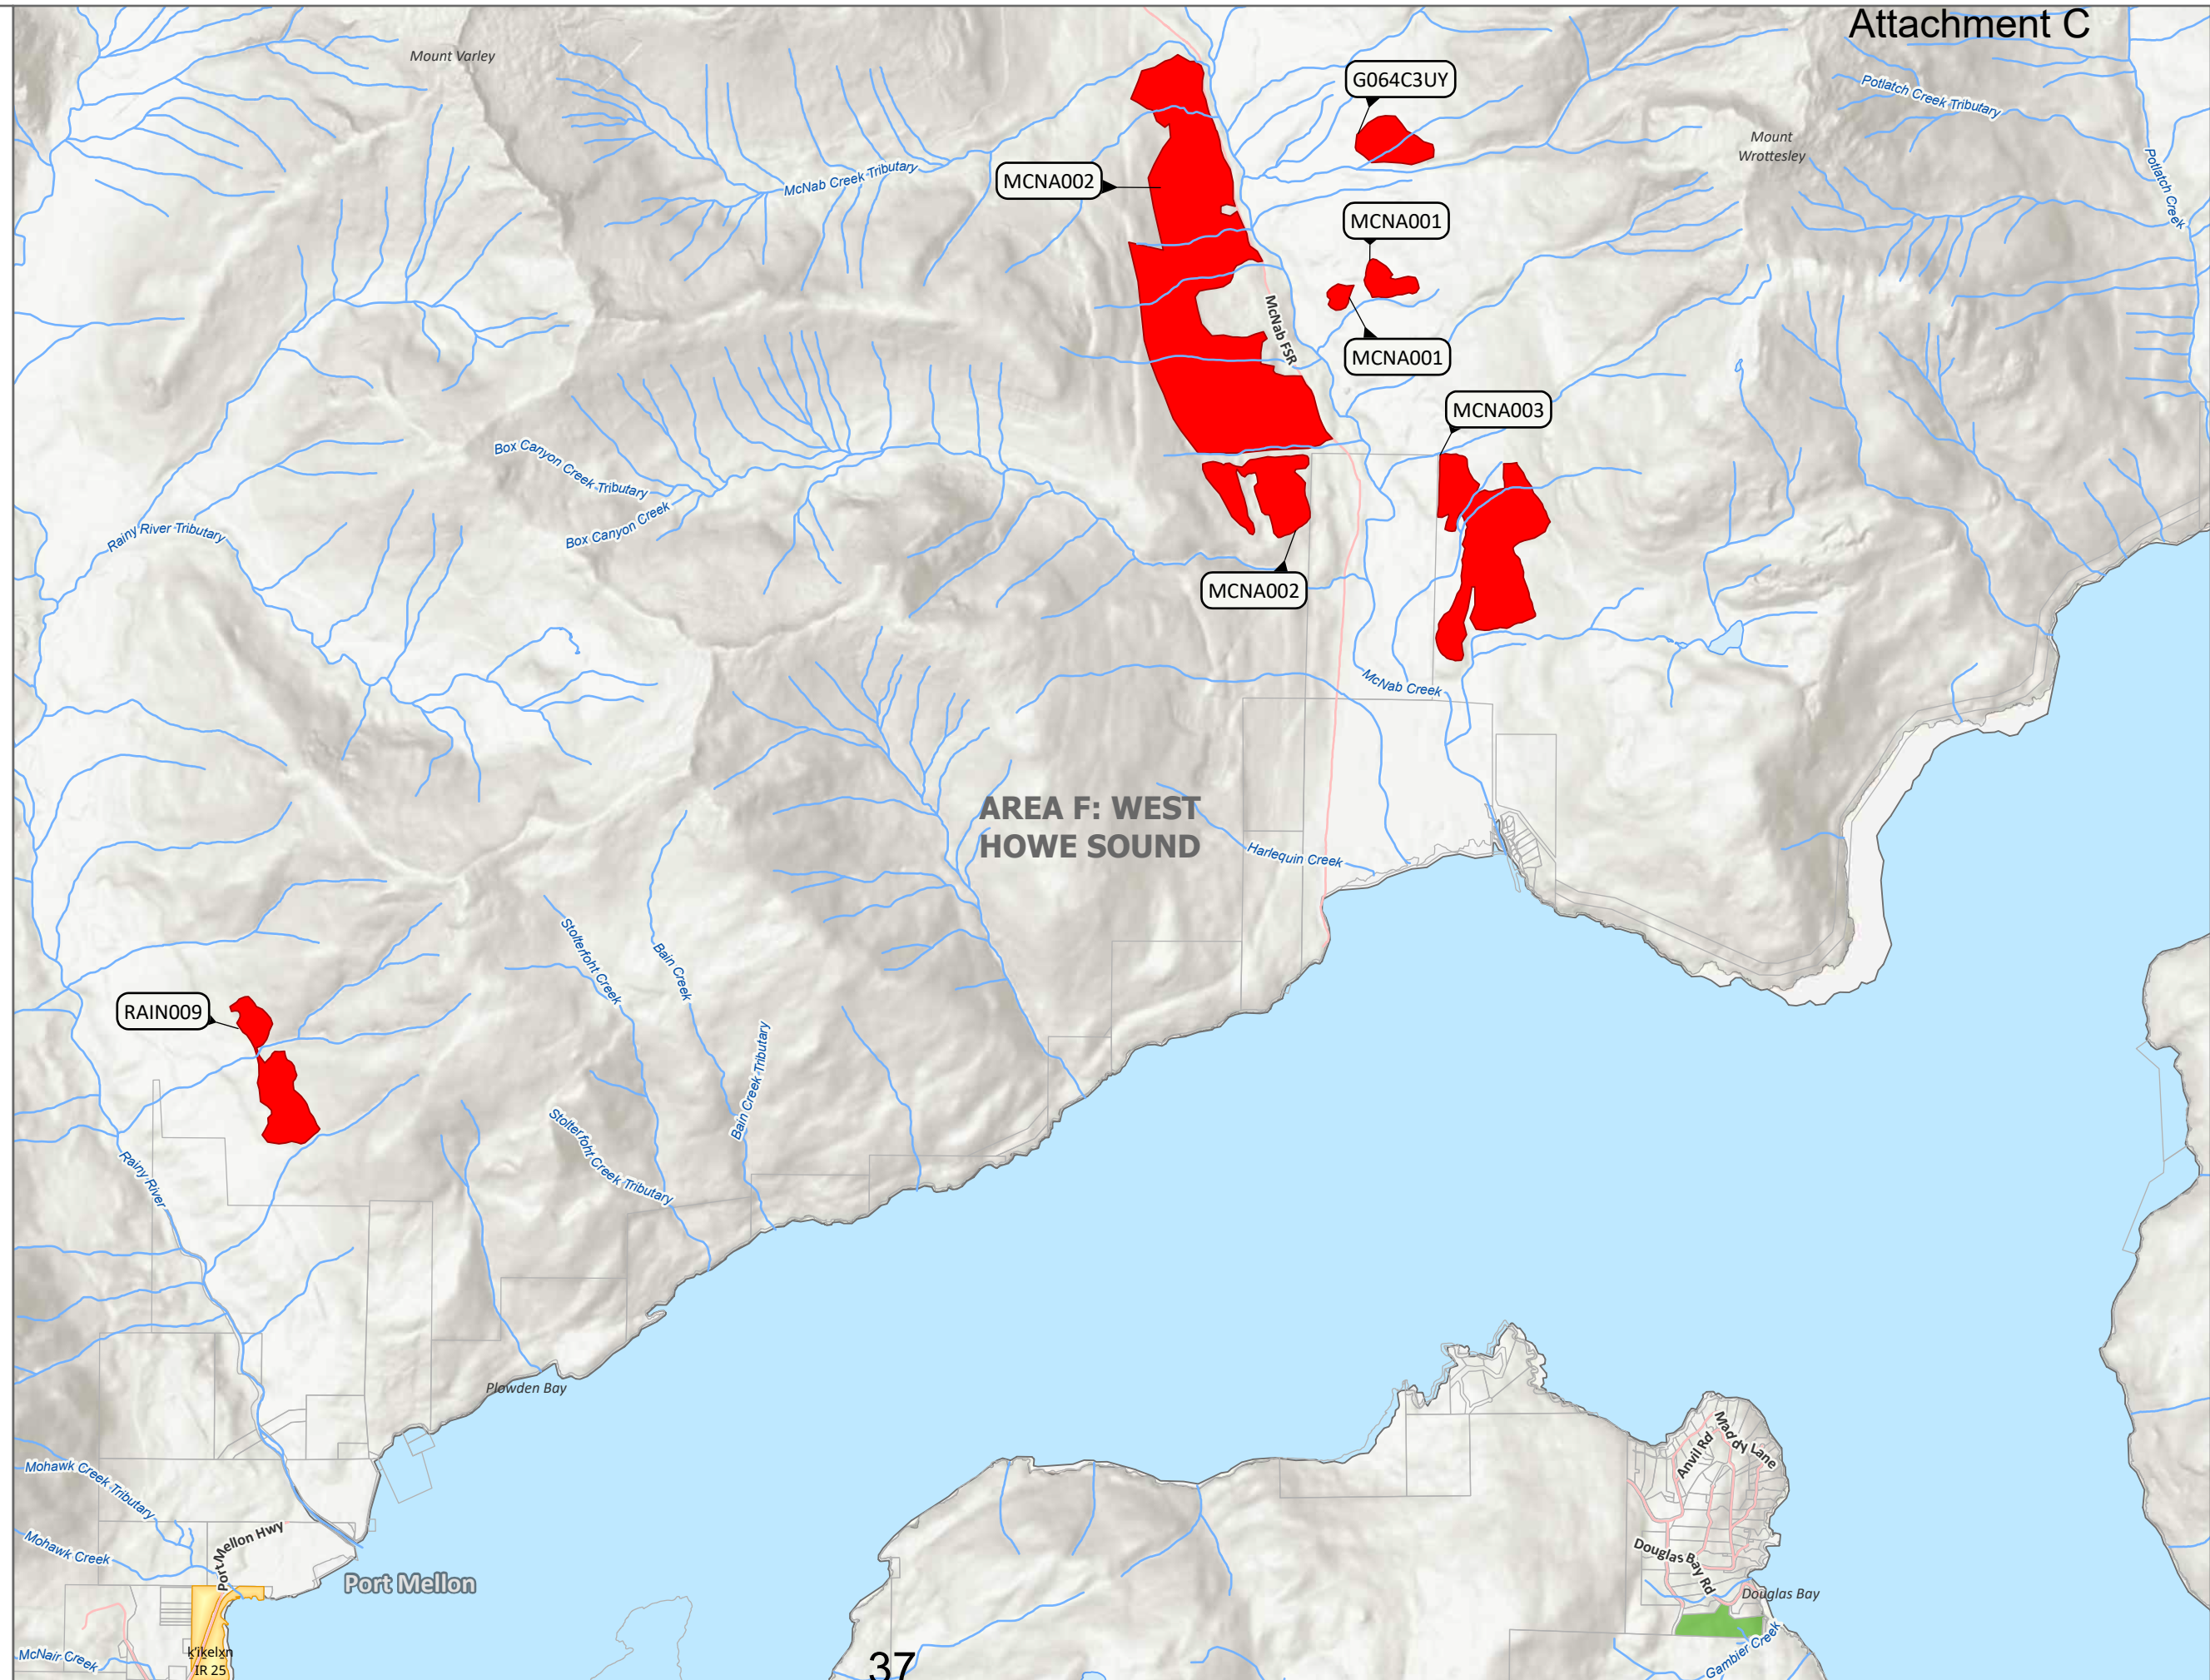 Attachment C
Mount Varley
G064C3UY
Potlatch Creek Tributary
Mount
Wrottesley
Potlatch Creek
McNab Creek Tributary
MCNA002
MCNA001
McNab FSR
MCNA001
MCNA003
Box Canyon Creek Tributary
Box Canyon Creek
Rainy River Tributary
MCNA002
McNab Creek
AREA F: WEST
HOWE SOUND
Harlequin Creek
Stolterfoht Creek
Bain Creek
RAIN009
Bain Creek Tributary
Stolterfoht Creek Tributary
Rainy River
Plowden Bay
Maddy Lane
Anvil Rd
Mohawk Creek Tributary
Port Mellon Hwy
Mohawk Creek
Douglas Bay Rd
Port Mellon
Douglas Bay
k'ik̲elx̲n
IR 25
McNair Creek
Gambier Creek
37